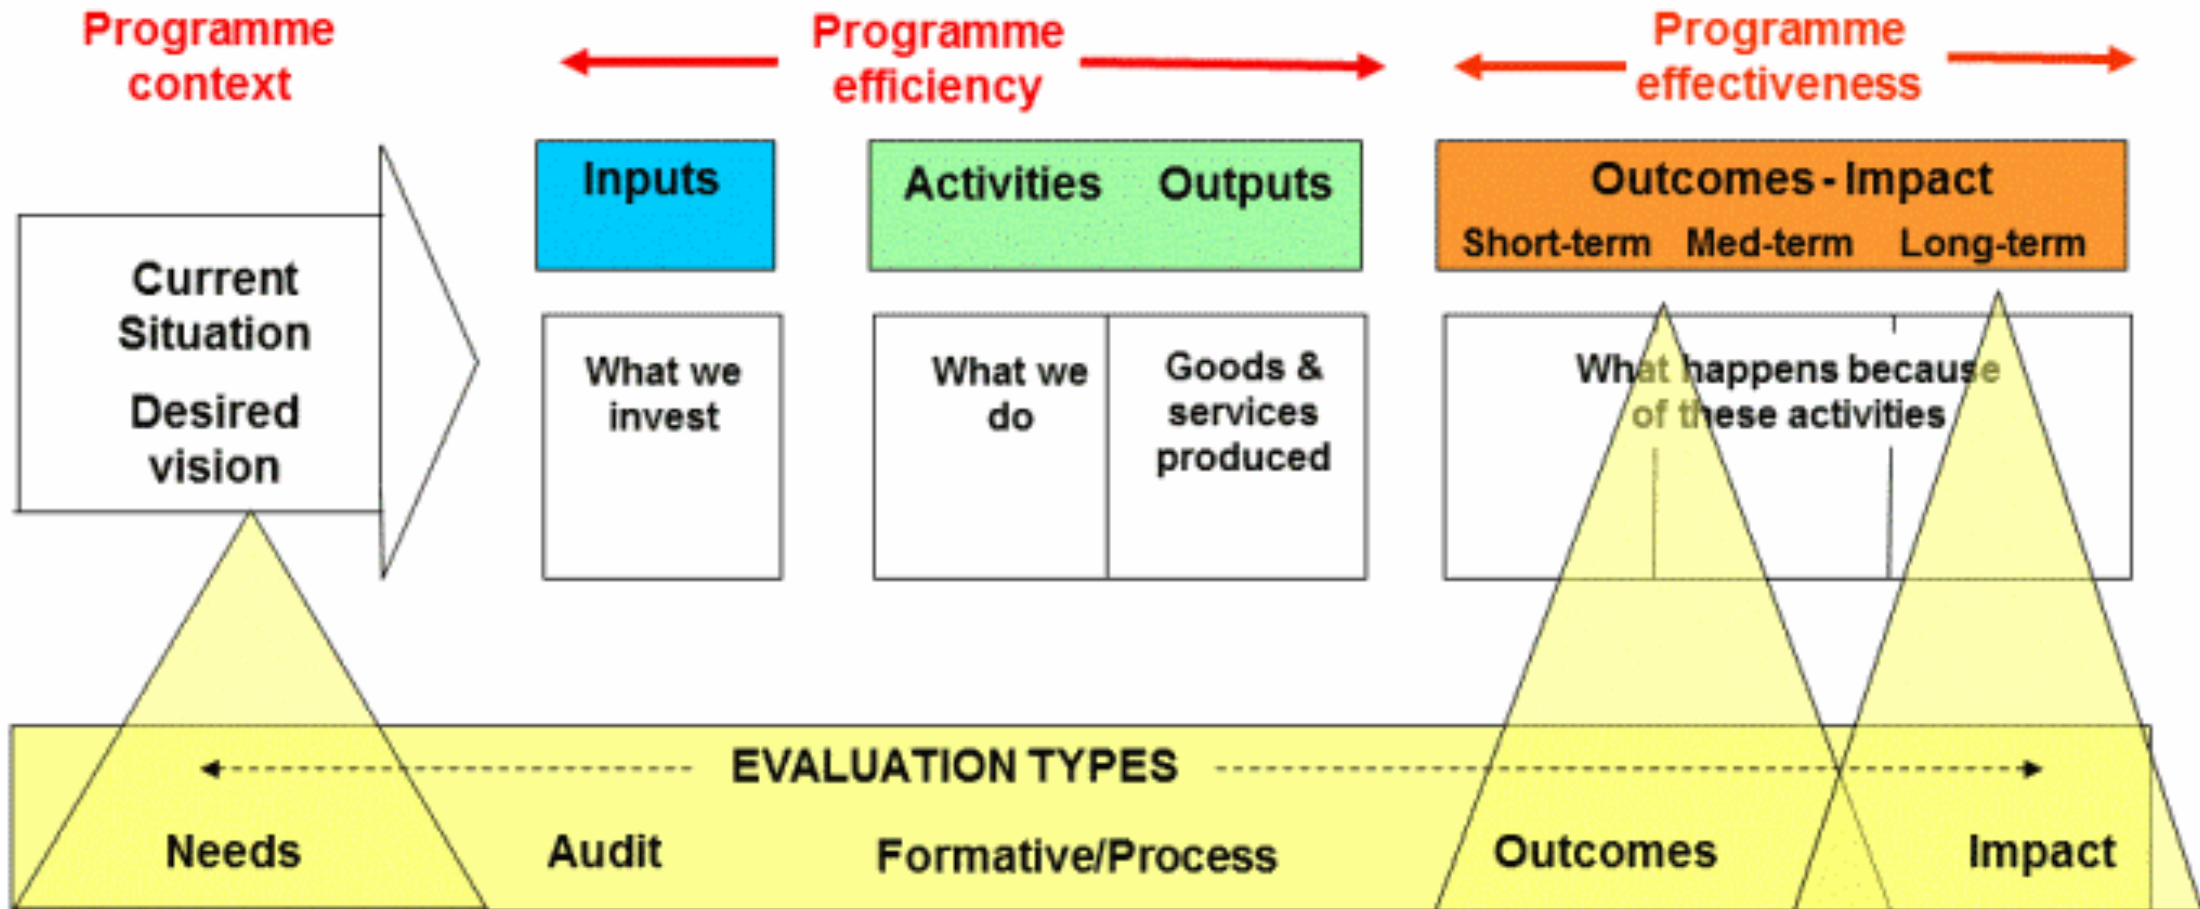 Programme
context
Programme
efficiency
Programme
effectiveness
Current
Situation
Desired
vision
Inputs
Activities Outputs
Outcomes - Impact
Short-term Med-term Long-term
What we
invest
What we
do
Goods &
services
produced
What happens because
of these activities
EVALUATION TYPES
Needs Audit Formative/Process Outcomes Impact